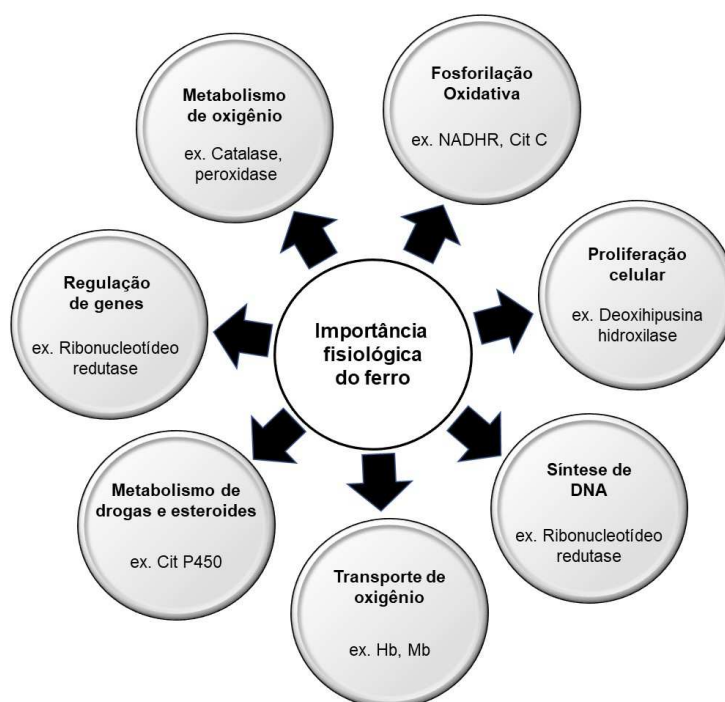 Fosforilação
Oxidativa
ex. NADHR, Cit C
Metabolismo
de oxigênio
ex. Catalase,
peroxidase
Proliferação
celular
ex. Deoxihipusina
hidroxilase
Regulação
de genes
ex. Ribonucleotídeo
redutase
Importância
fisiológica
do ferro
Síntese de
DNA
ex. Ribonucleotídeo
redutase
Metabolismo de
drogas e esteroides
ex. Cit P450
Transporte de
oxigênio
ex. Hb, Mb